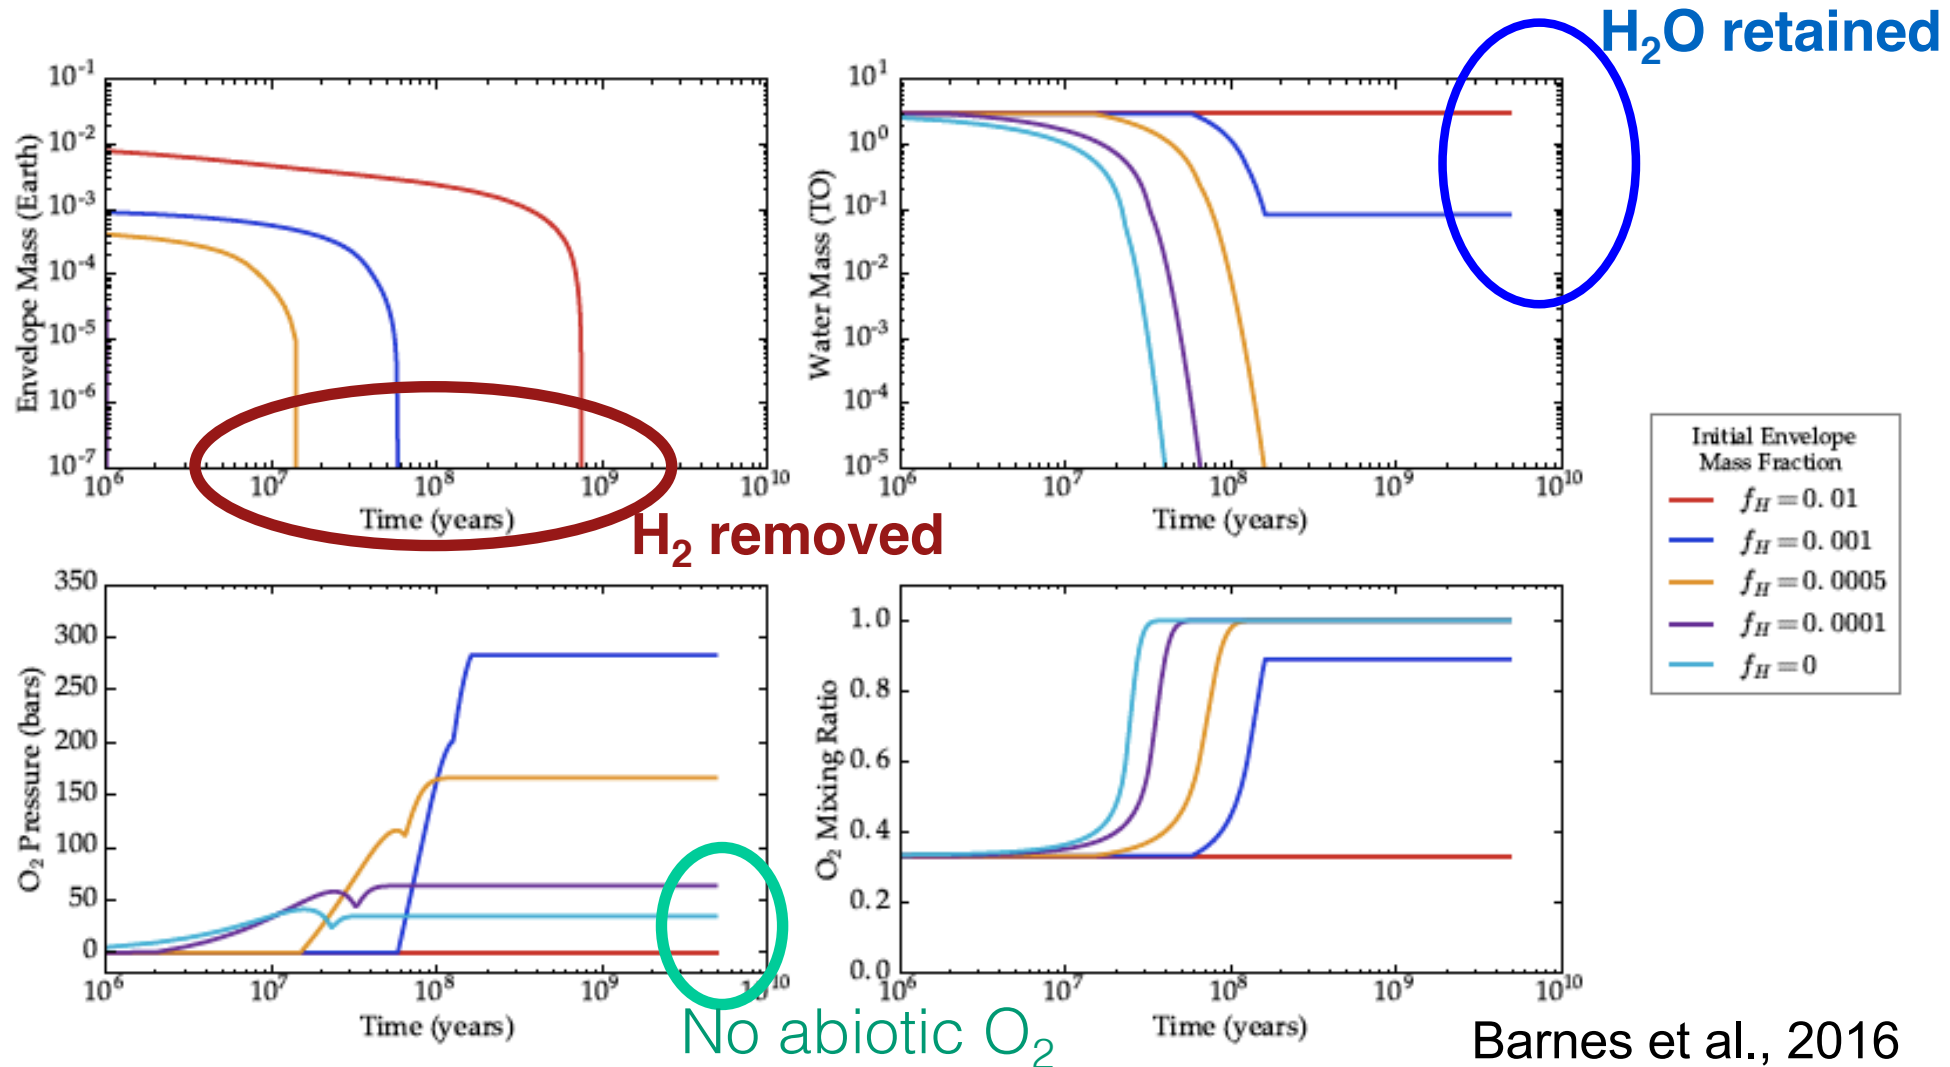 H₂O retained
10⁻¹
10⁻²
10⁻³
10⁻⁴
10⁻⁵
10⁻⁶
10⁻⁷
Envelope Mass (Earth)
10⁶ 10⁷ 10⁸ 10⁹ 10¹⁰
Time (years)
H₂ removed
10¹
10⁰
10⁻¹
10⁻²
10⁻³
10⁻⁴
10⁻⁵
Water Mass (TO)
10⁶ 10⁷ 10⁸ 10⁹ 10¹⁰
Time (years)
Initial Envelope
Mass Fraction
f_H = 0.01
f_H = 0.001
f_H = 0.0005
f_H = 0.0001
f_H = 0
350
300
250
200
150
100
50
0
O₂ Pressure (bars)
10⁶ 10⁷ 10⁸ 10⁹ 10¹⁰
Time (years)
No abiotic O₂
1.0
0.8
0.6
0.4
0.2
0.0
O₂ Mixing Ratio
10⁶ 10⁷ 10⁸ 10⁹ 10¹⁰
Time (years)
Barnes et al., 2016